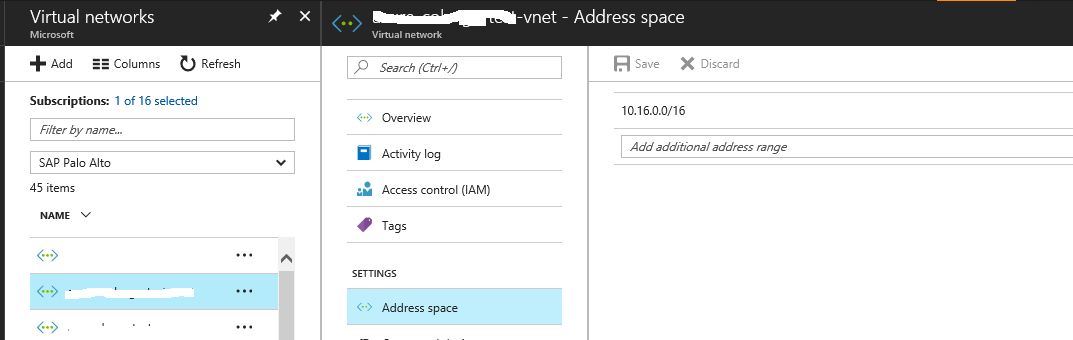 Virtual networks
Microsoft
Add Columns Refresh
Subscriptions: 1 of 16 selected
Filter by name...
SAP Palo Alto
45 items
NAME
-vnet - Address space
Virtual network
Search (Ctrl+/)
Overview
Activity log
Access control (IAM)
Tags
SETTINGS
Address space
Save Discard
10.16.0.0/16
Add additional address range